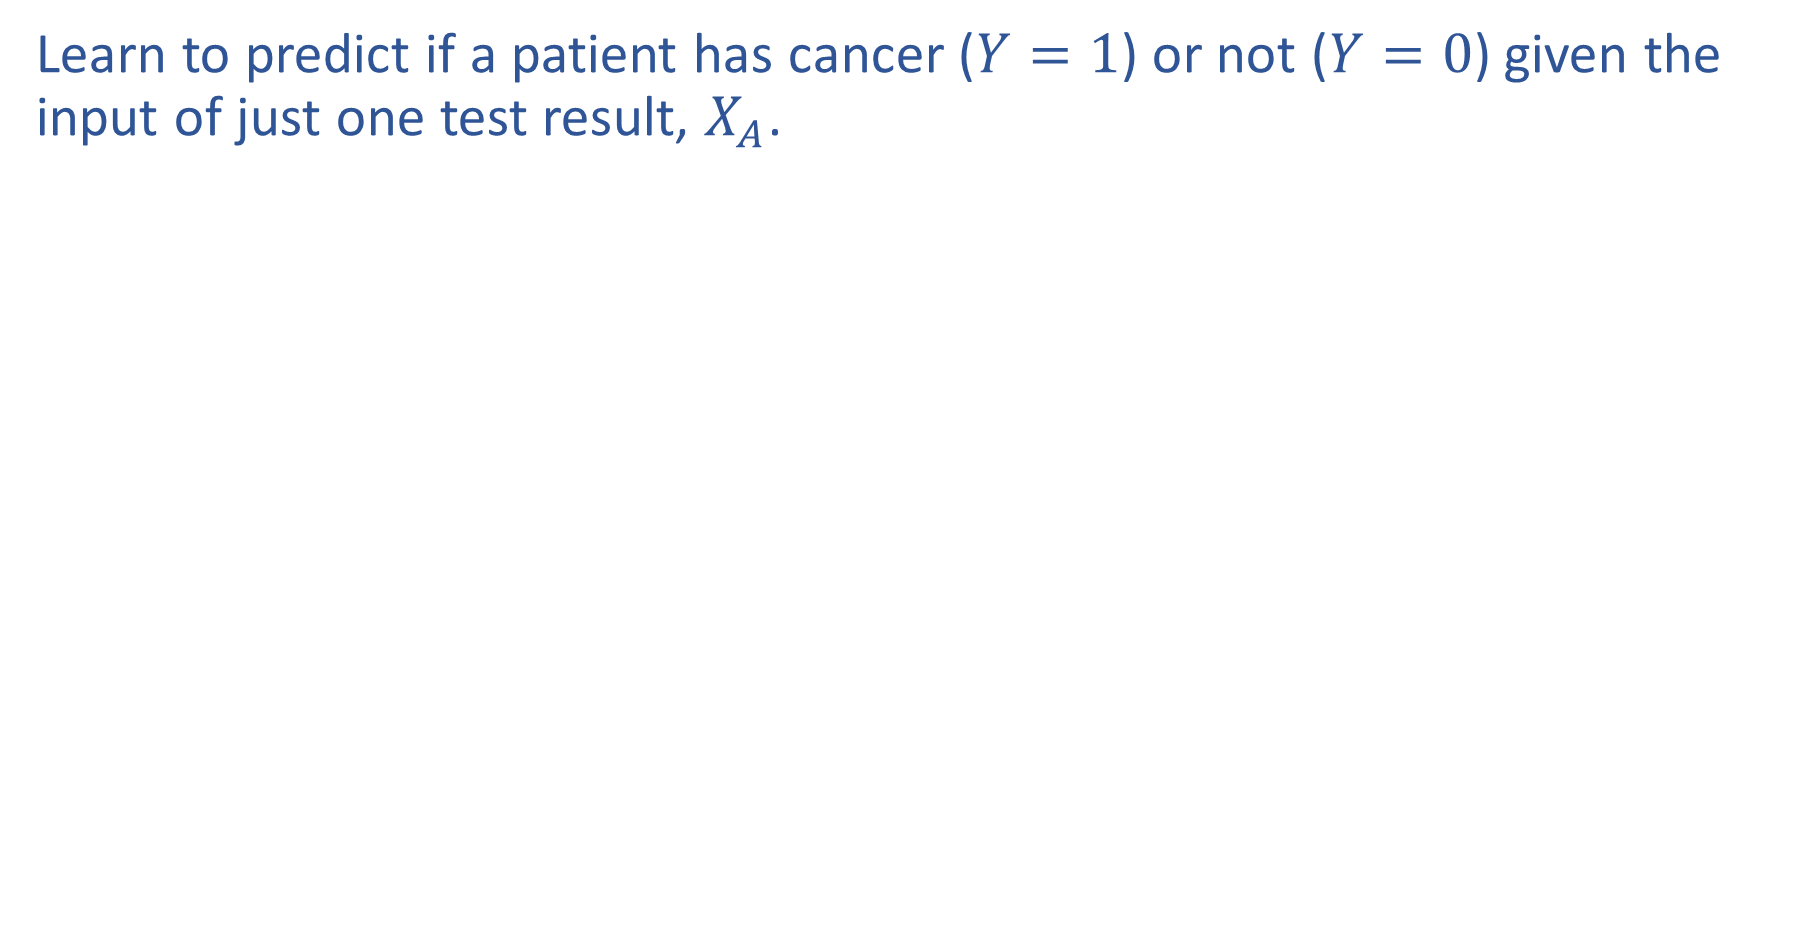 Learn to predict if a patient has cancer (Y = 1) or not (Y = 0) given the
input of just one test result, X_A.